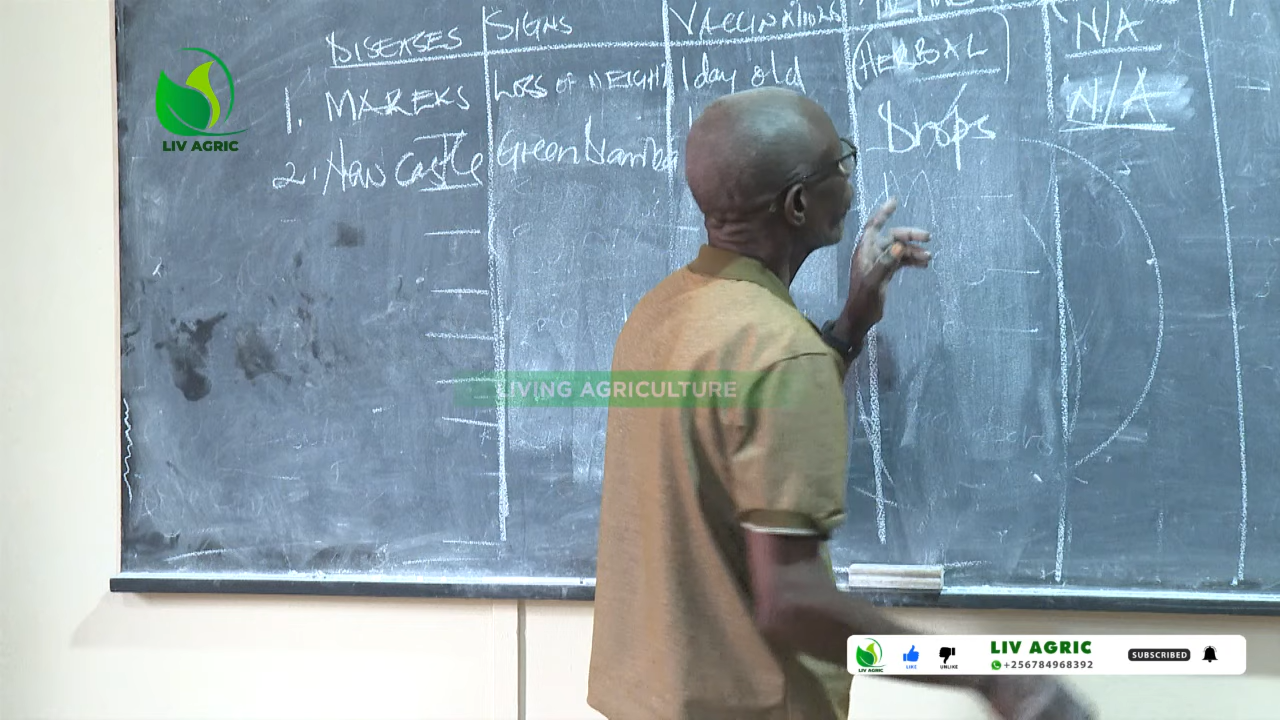 DISEASES SIGNS VACCINATIONS
(HERBAL) N/A
1. MAREKS LOSS OF WEIGHT 1 day old N/A
2. New Castle Green Drops
LIV AGRIC
LIVING AGRICULTURE
LIV AGRIC
LIKE UNLIKE
LIV AGRIC
+256784968392
SUBSCRIBED